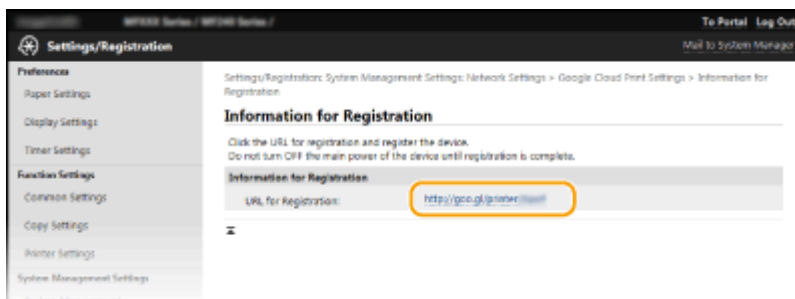 To Portal Log Out
Settings/Registration
Mail to System Manager
Preferences
Paper Settings
Display Settings
Timer Settings
Function Settings
Common Settings
Copy Settings
Printer Settings
System Management Settings
Settings/Registration: System Management Settings: Network Settings > Google Cloud Print Settings > Information for
Registration
Information for Registration
Click the URL for registration and register the device.
Do not turn OFF the main power of the device until registration is complete.
Information for Registration
URL for Registration:
http://goo.gl/printer/